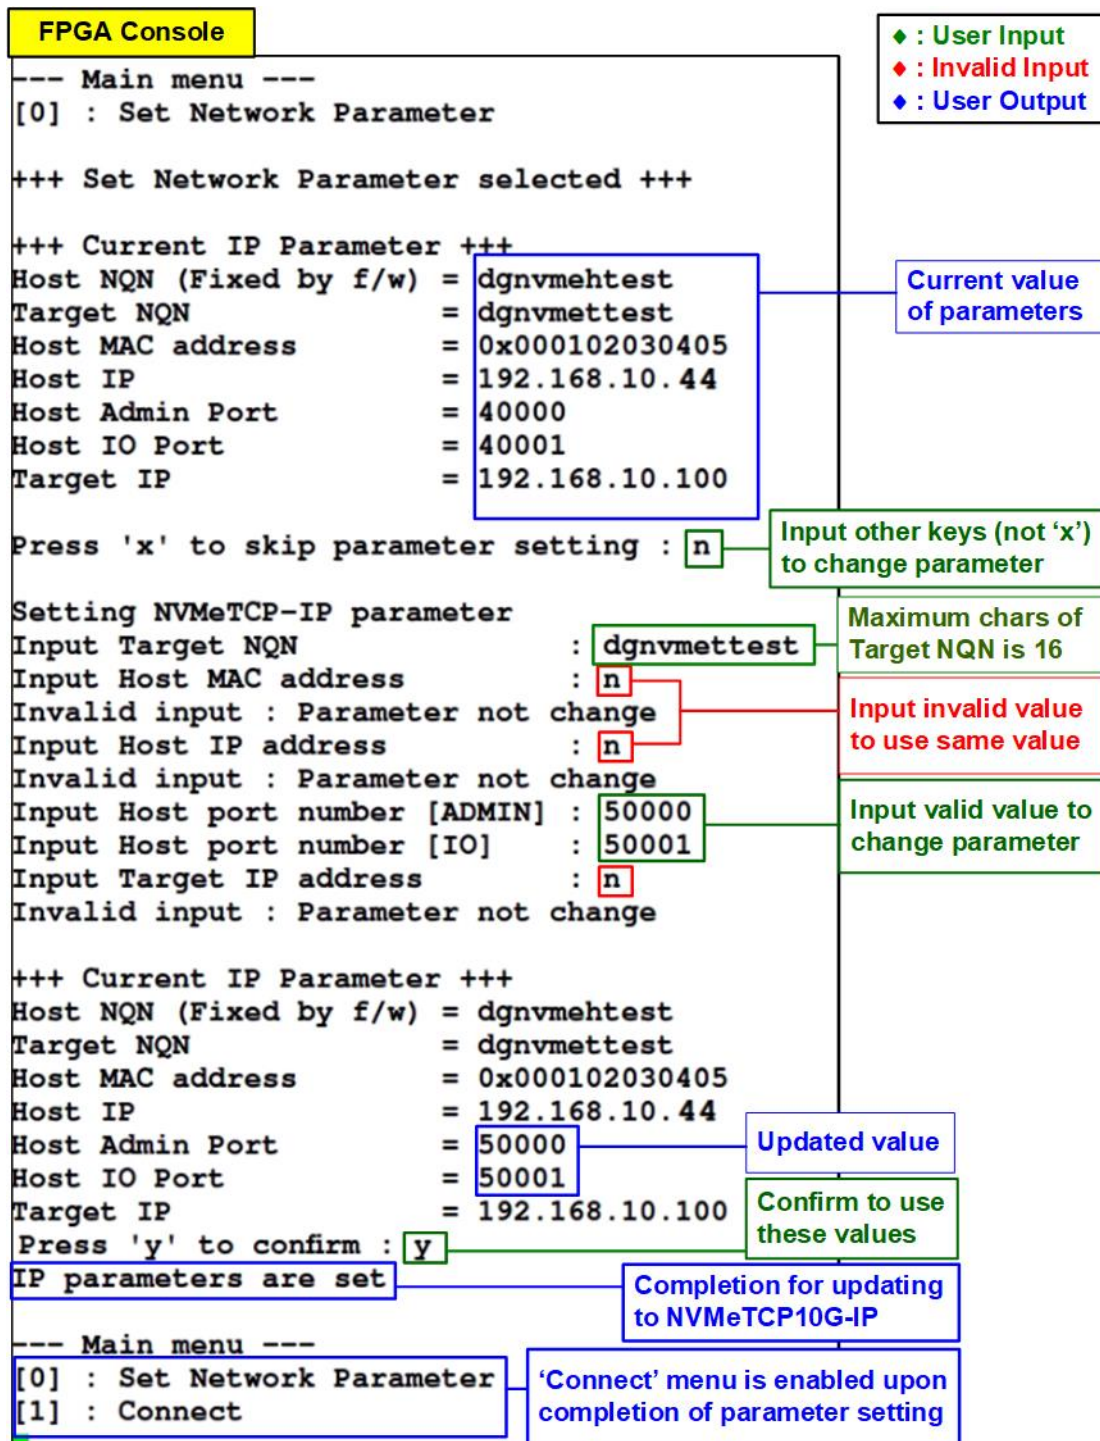 FPGA Console
◆ : User Input
◆ : Invalid Input
◆ : User Output
--- Main menu ---
[0] : Set Network Parameter
+++ Set Network Parameter selected +++
+++ Current IP Parameter +++
Host NQN (Fixed by f/w) = dgnvmehtest
Target NQN = dgnvmettest
Host MAC address = 0x000102030405
Host IP = 192.168.10.44
Host Admin Port = 40000
Host IO Port = 40001
Target IP = 192.168.10.100
Current value
of parameters
Press 'x' to skip parameter setting : n
Input other keys (not ‘x’)
to change parameter
Setting NVMeTCP-IP parameter
Input Target NQN : dgnvmettest
Maximum chars of
Target NQN is 16
Input Host MAC address : n
Invalid input : Parameter not change
Input Host IP address : n
Invalid input : Parameter not change
Input invalid value
to use same value
Input Host port number [ADMIN] : 50000
Input Host port number [IO] : 50001
Input valid value to
change parameter
Input Target IP address : n
Invalid input : Parameter not change
+++ Current IP Parameter +++
Host NQN (Fixed by f/w) = dgnvmehtest
Target NQN = dgnvmettest
Host MAC address = 0x000102030405
Host IP = 192.168.10.44
Host Admin Port = 50000
Host IO Port = 50001
Target IP = 192.168.10.100
Updated value
Press 'y' to confirm : y
Confirm to use
these values
IP parameters are set
Completion for updating
to NVMeTCP10G-IP
--- Main menu ---
[0] : Set Network Parameter
[1] : Connect
‘Connect’ menu is enabled upon
completion of parameter setting